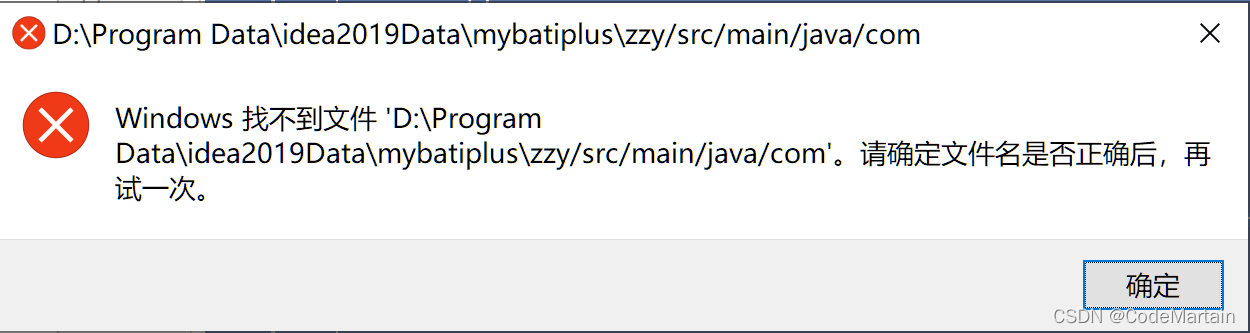 D:\Program Data\idea2019Data\mybatiplus\zzy/src/main/java/com
Windows 找不到文件 'D:\Program
Data\idea2019Data\mybatiplus\zzy/src/main/java/com'。请确定文件名是否正确后，再
试一次。
确定
CSDN @CodeMartain